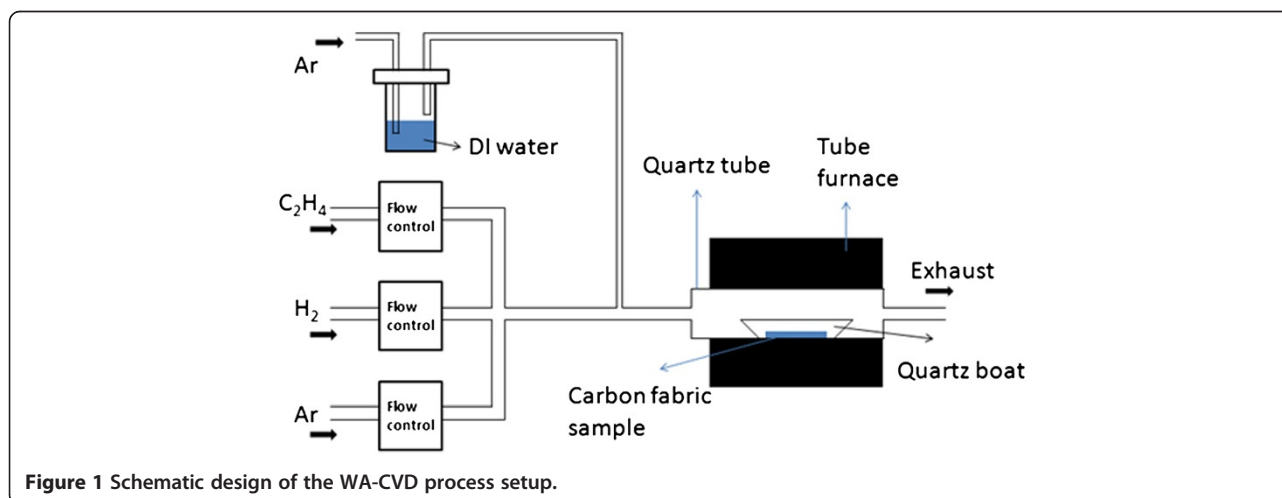 Ar
DI water
Quartz tube
Tube
furnace
C₂H₄
Flow
control
Exhaust
H₂
Flow
control
Quartz boat
Carbon fabric
sample
Ar
Flow
control
Figure 1 Schematic design of the WA-CVD process setup.